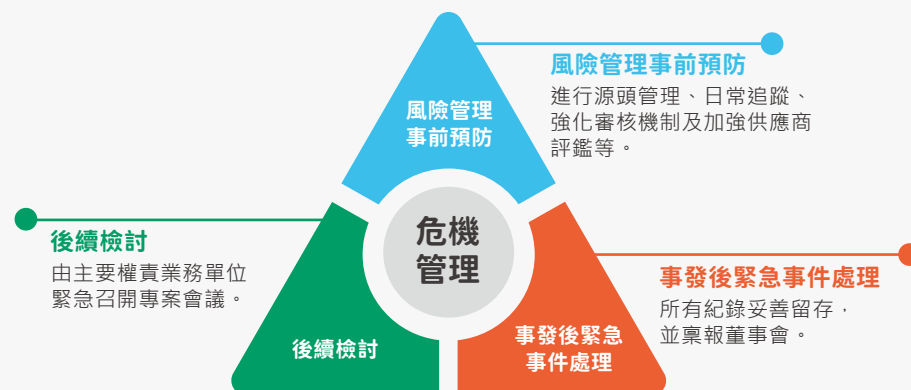 風險管理
事前預防
風險管理事前預防
進行源頭管理、日常追蹤、
強化審核機制及加強供應商
評鑑等。
危機
管理
後續檢討
由主要權責業務單位
緊急召開專案會議。
後續檢討
事發後緊急
事件處理
事發後緊急事件處理
所有紀錄妥善留存，
並稟報董事會。